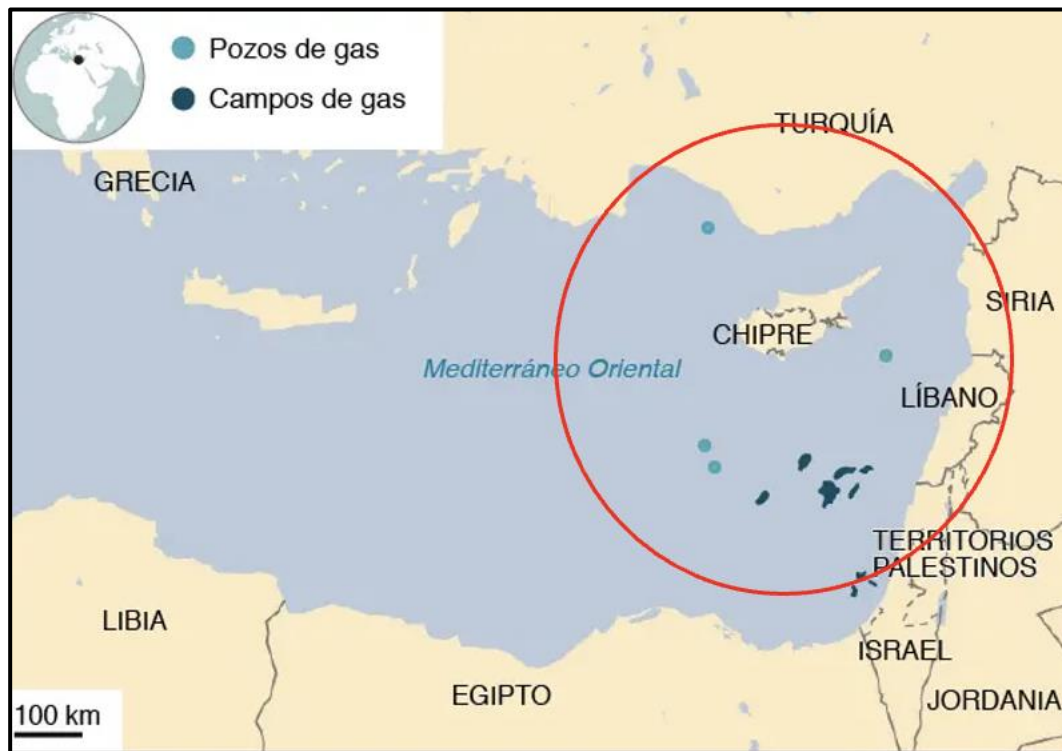 Pozos de gas
Campos de gas
TURQUÍA
GRECIA
SIRIA
CHIPRE
Mediterráneo Oriental
LÍBANO
TERRITORIOS
PALESTINOS
LIBIA
ISRAEL
EGIPTO
JORDANIA
100 km